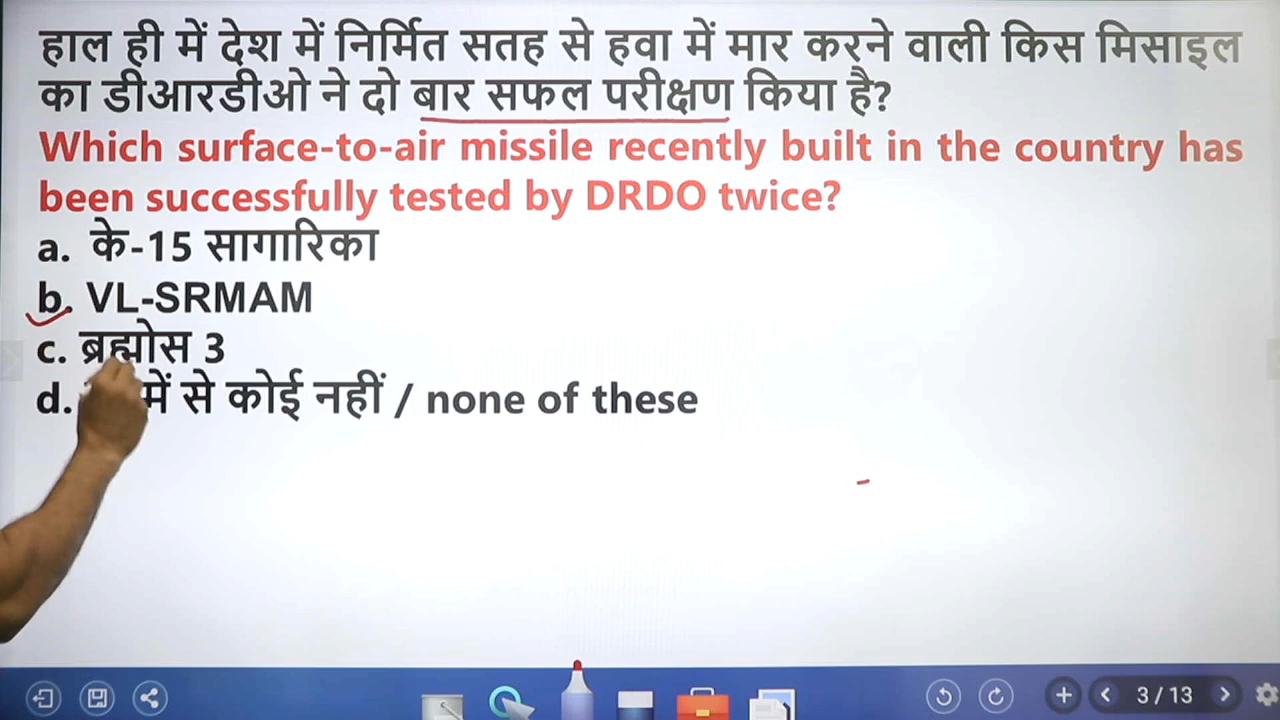 हाल ही में देश में निर्मित सतह से हवा में मार करने वाली किस मिसाइल
का डीआरडीओ ने दो बार सफल परीक्षण किया है?
Which surface-to-air missile recently built in the country has
been successfully tested by DRDO twice?
a. के-15 सागारिका
b. VL-SRMAM
c. ब्रह्मोस 3
d. में से कोई नहीं / none of these
3 / 13